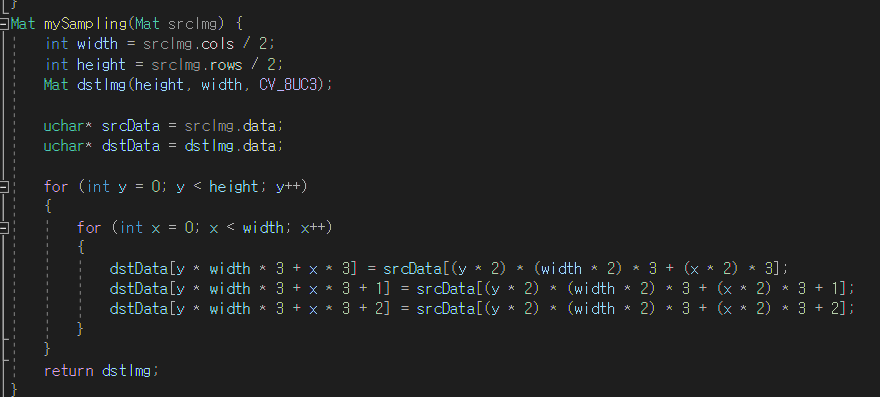 }
Mat mySampling(Mat srcImg) {
int width = srcImg.cols / 2;
int height = srcImg.rows / 2;
Mat dstImg(height, width, CV_8UC3);
uchar* srcData = srcImg.data;
uchar* dstData = dstImg.data;
for (int y = 0; y < height; y++)
{
for (int x = 0; x < width; x++)
{
dstData[y * width * 3 + x * 3] = srcData[(y * 2) * (width * 2) * 3 + (x * 2) * 3];
dstData[y * width * 3 + x * 3 + 1] = srcData[(y * 2) * (width * 2) * 3 + (x * 2) * 3 + 1];
dstData[y * width * 3 + x * 3 + 2] = srcData[(y * 2) * (width * 2) * 3 + (x * 2) * 3 + 2];
}
}
return dstImg;
}